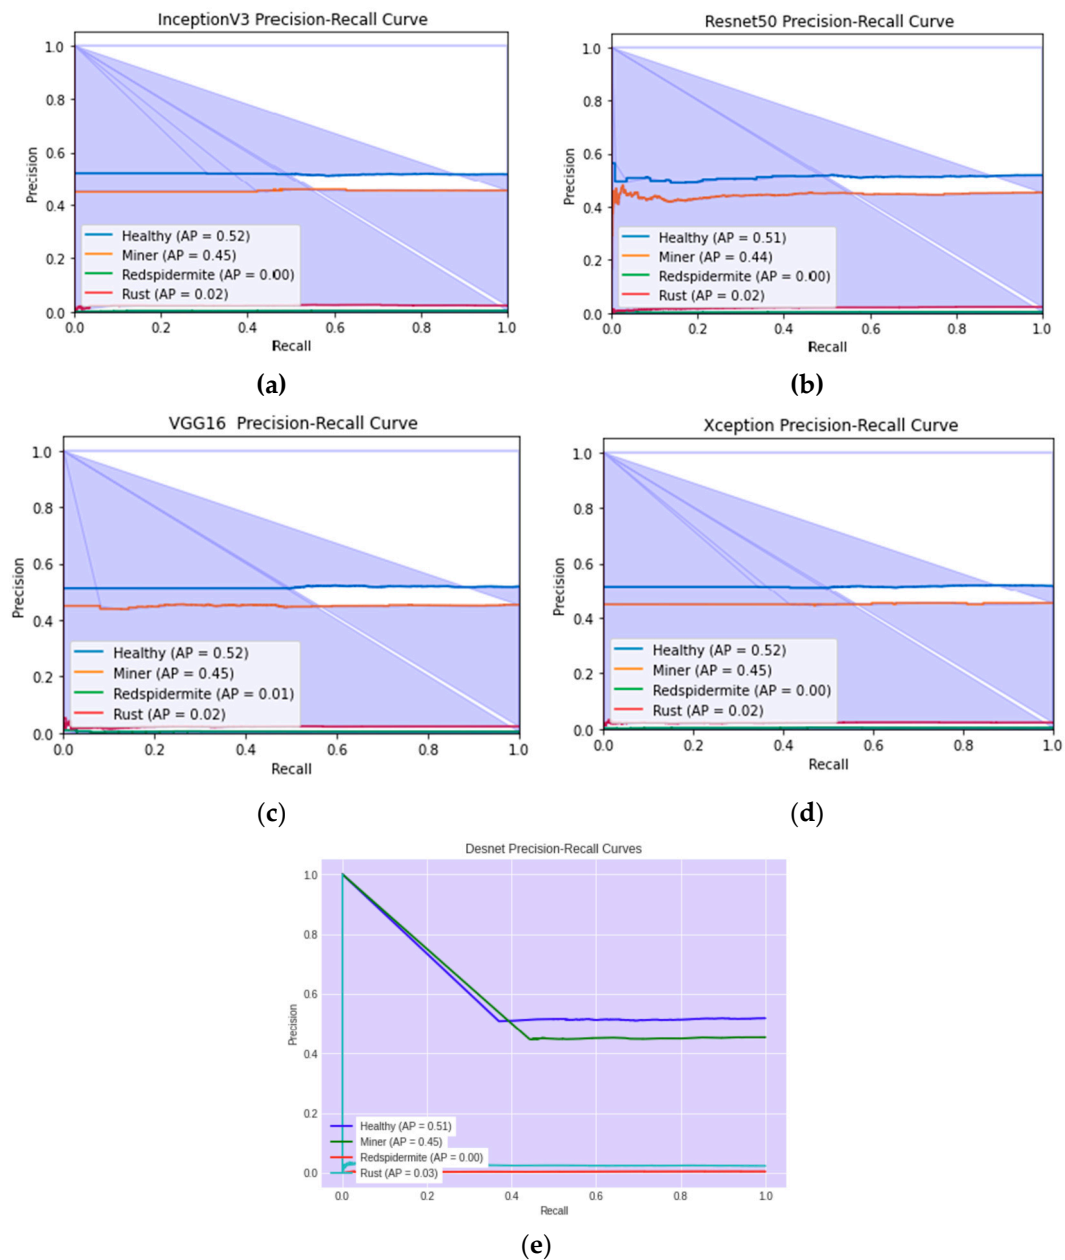 InceptionV3 Precision-Recall Curve
1.0
0.8
0.6
0.4
0.2
0.0
Precision
Healthy (AP = 0.52)
Miner (AP = 0.45)
Redspidermite (AP = 0.00)
Rust (AP = 0.02)
0.0 0.2 0.4 0.6 0.8 1.0
Recall
(a)
Resnet50 Precision-Recall Curve
1.0
0.8
0.6
0.4
0.2
0.0
Precision
Healthy (AP = 0.51)
Miner (AP = 0.44)
Redspidermite (AP = 0.00)
Rust (AP = 0.02)
0.0 0.2 0.4 0.6 0.8 1.0
Recall
(b)
VGG16 Precision-Recall Curve
1.0
0.8
0.6
0.4
0.2
0.0
Precision
Healthy (AP = 0.52)
Miner (AP = 0.45)
Redspidermite (AP = 0.01)
Rust (AP = 0.02)
0.0 0.2 0.4 0.6 0.8 1.0
Recall
(c)
Xception Precision-Recall Curve
1.0
0.8
0.6
0.4
0.2
0.0
Precision
Healthy (AP = 0.52)
Miner (AP = 0.45)
Redspidermite (AP = 0.00)
Rust (AP = 0.02)
0.0 0.2 0.4 0.6 0.8 1.0
Recall
(d)
Desnet Precision-Recall Curves
1.0
0.8
0.6
0.4
0.2
0.0
Precision
Healthy (AP = 0.51)
Miner (AP = 0.45)
Redspidermite (AP = 0.00)
Rust (AP = 0.03)
0.0 0.2 0.4 0.6 0.8 1.0
Recall
(e)